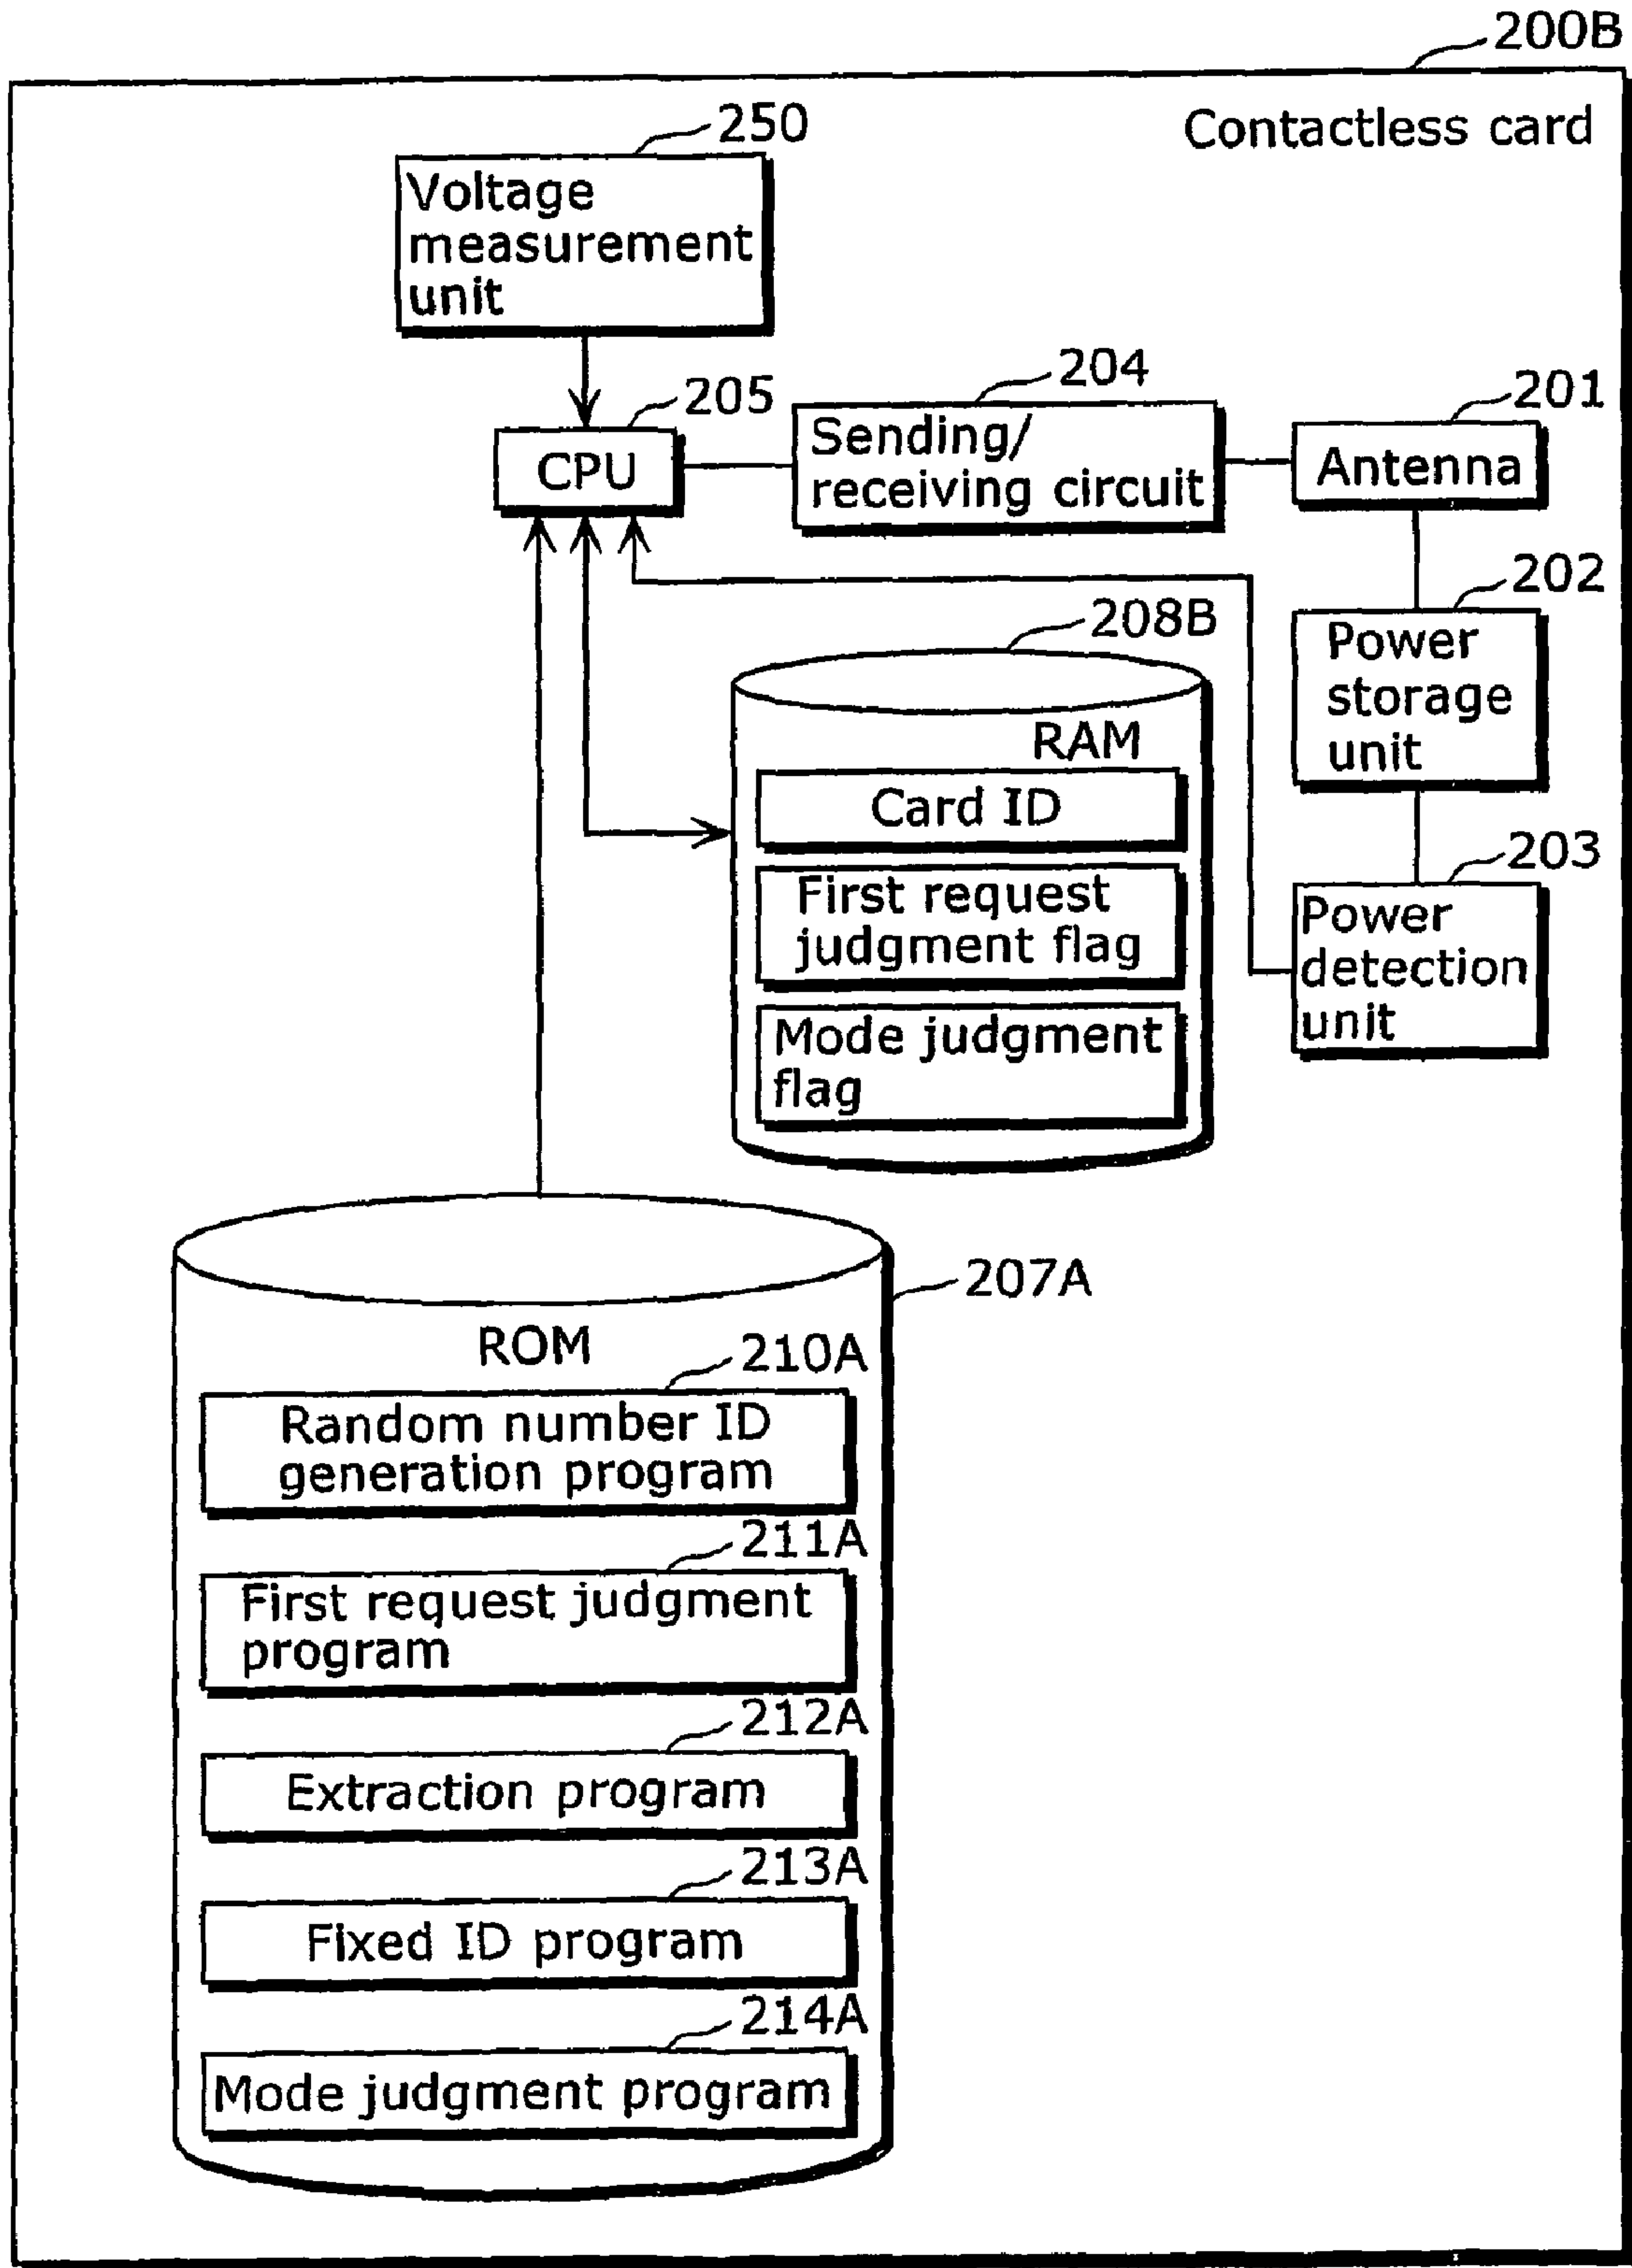 200B
Contactless card
250
Voltage
measurement
unit
205
CPU
204
Sending/
receiving circuit
201
Antenna
202
Power
storage
unit
203
Power
detection
unit
208B
RAM
Card ID
First request
judgment flag
Mode judgment
flag
207A
ROM
210A
Random number ID
generation program
211A
First request judgment
program
212A
Extraction program
213A
Fixed ID program
214A
Mode judgment program